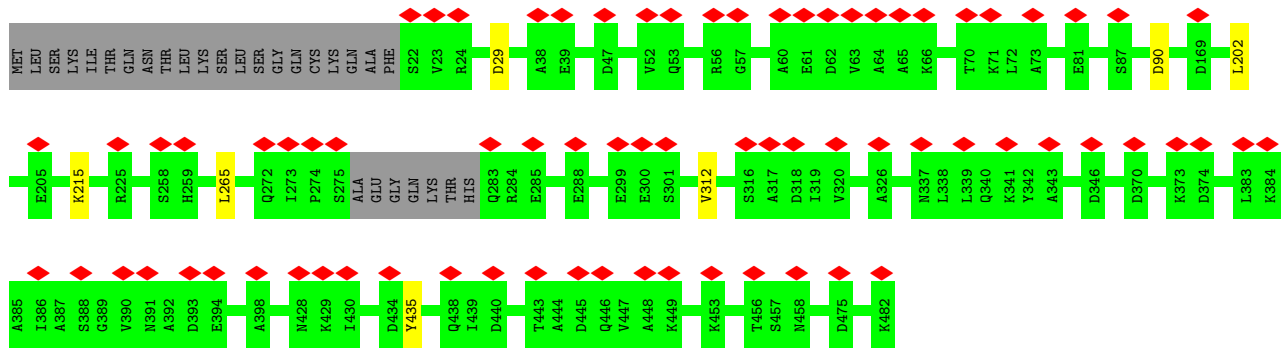 MET LEU SER LYS ILE THR GLN ASN THR LEU LYS SER LEU SER GLY GLN CYS LYS GLN ALA PHE S22 V23 R24 D29 A38 E39 D47 V52 Q53 R56 G57 A60 E61 D62 V63 A64 A65 K66 T70 K71 L72 A73 E81 S87 D90 D169 L202
E205 K215 R225 S258 H259 L265 Q272 I273 P274 S275 ALA GLU GLY GLN LYS THR HIS Q283 R284 E285 E288 E299 E300 S301 V312 S316 A317 D318 I319 V320 A326 N337 L338 L339 Q340 K341 Y342 A343 D346 D370 K373 D374 L383 K384
A385 I386 A387 S388 G389 V390 N391 A392 D393 E394 A398 N428 K429 I430 D434 Y435 Q438 I439 D440 T443 A444 D445 Q446 V447 A448 K449 K453 T456 S457 N458 D475 K482